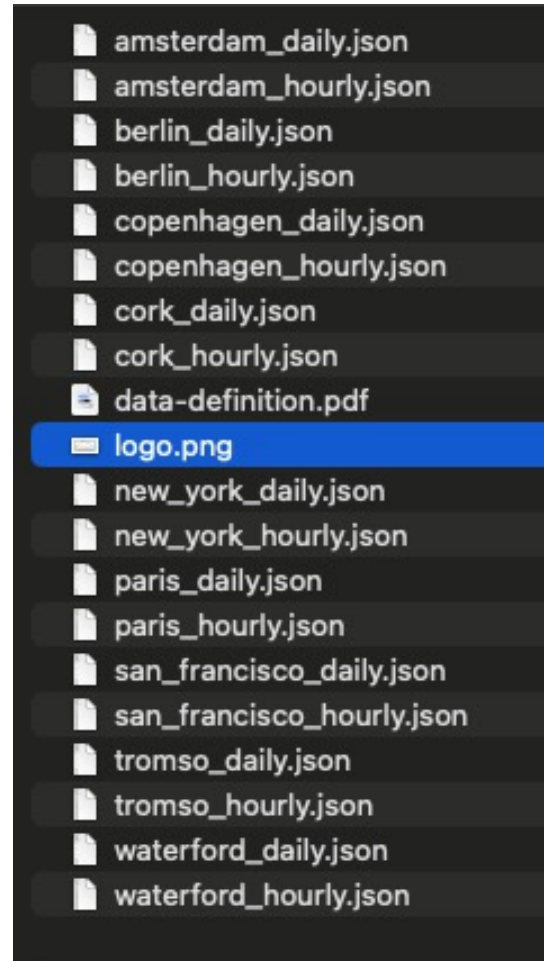 amsterdam_daily.json
amsterdam_hourly.json
berlin_daily.json
berlin_hourly.json
copenhagen_daily.json
copenhagen_hourly.json
cork_daily.json
cork_hourly.json
data-definition.pdf
logo.png
new_york_daily.json
new_york_hourly.json
paris_daily.json
paris_hourly.json
san_francisco_daily.json
san_francisco_hourly.json
tromso_daily.json
tromso_hourly.json
waterford_daily.json
waterford_hourly.json